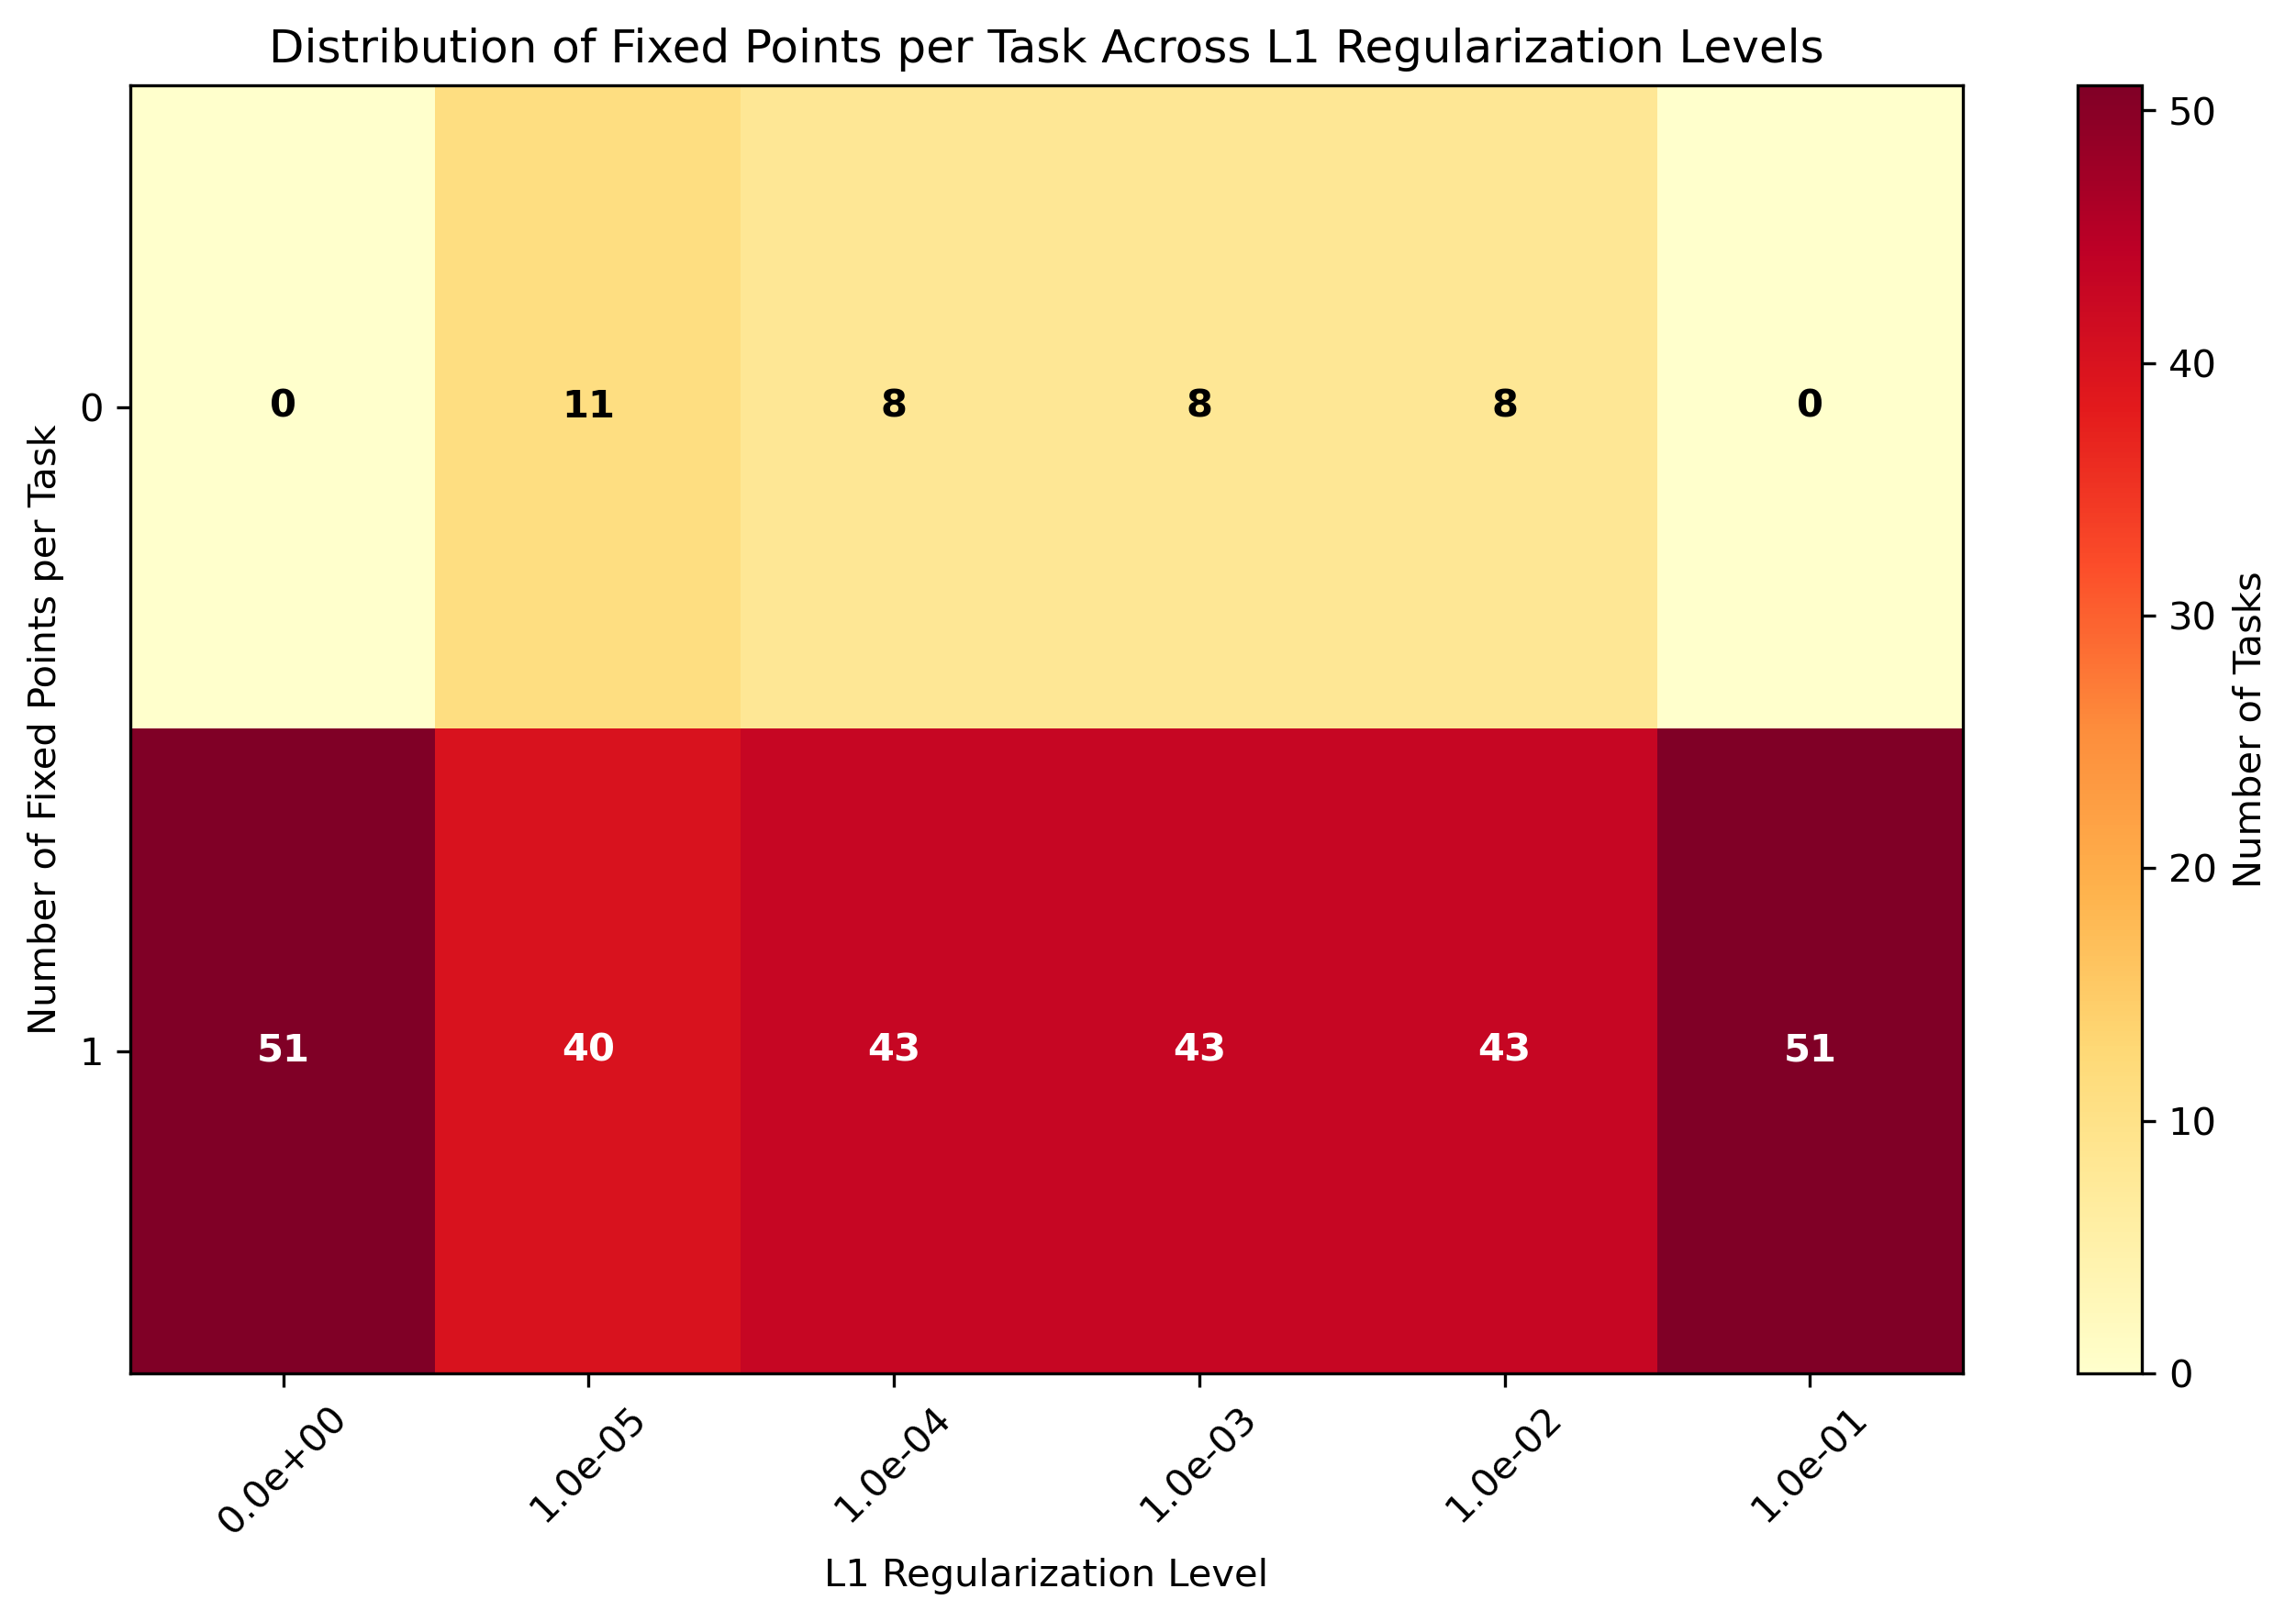 Distribution of Fixed Points per Task Across L1 Regularization Levels
Number of Fixed Points per Task
0
1
0 11 8 8 8 0
51 40 43 43 43 51
0.0e+00 1.0e-05 1.0e-04 1.0e-03 1.0e-02 1.0e-01
L1 Regularization Level
50
40
30
20
10
0
Number of Tasks